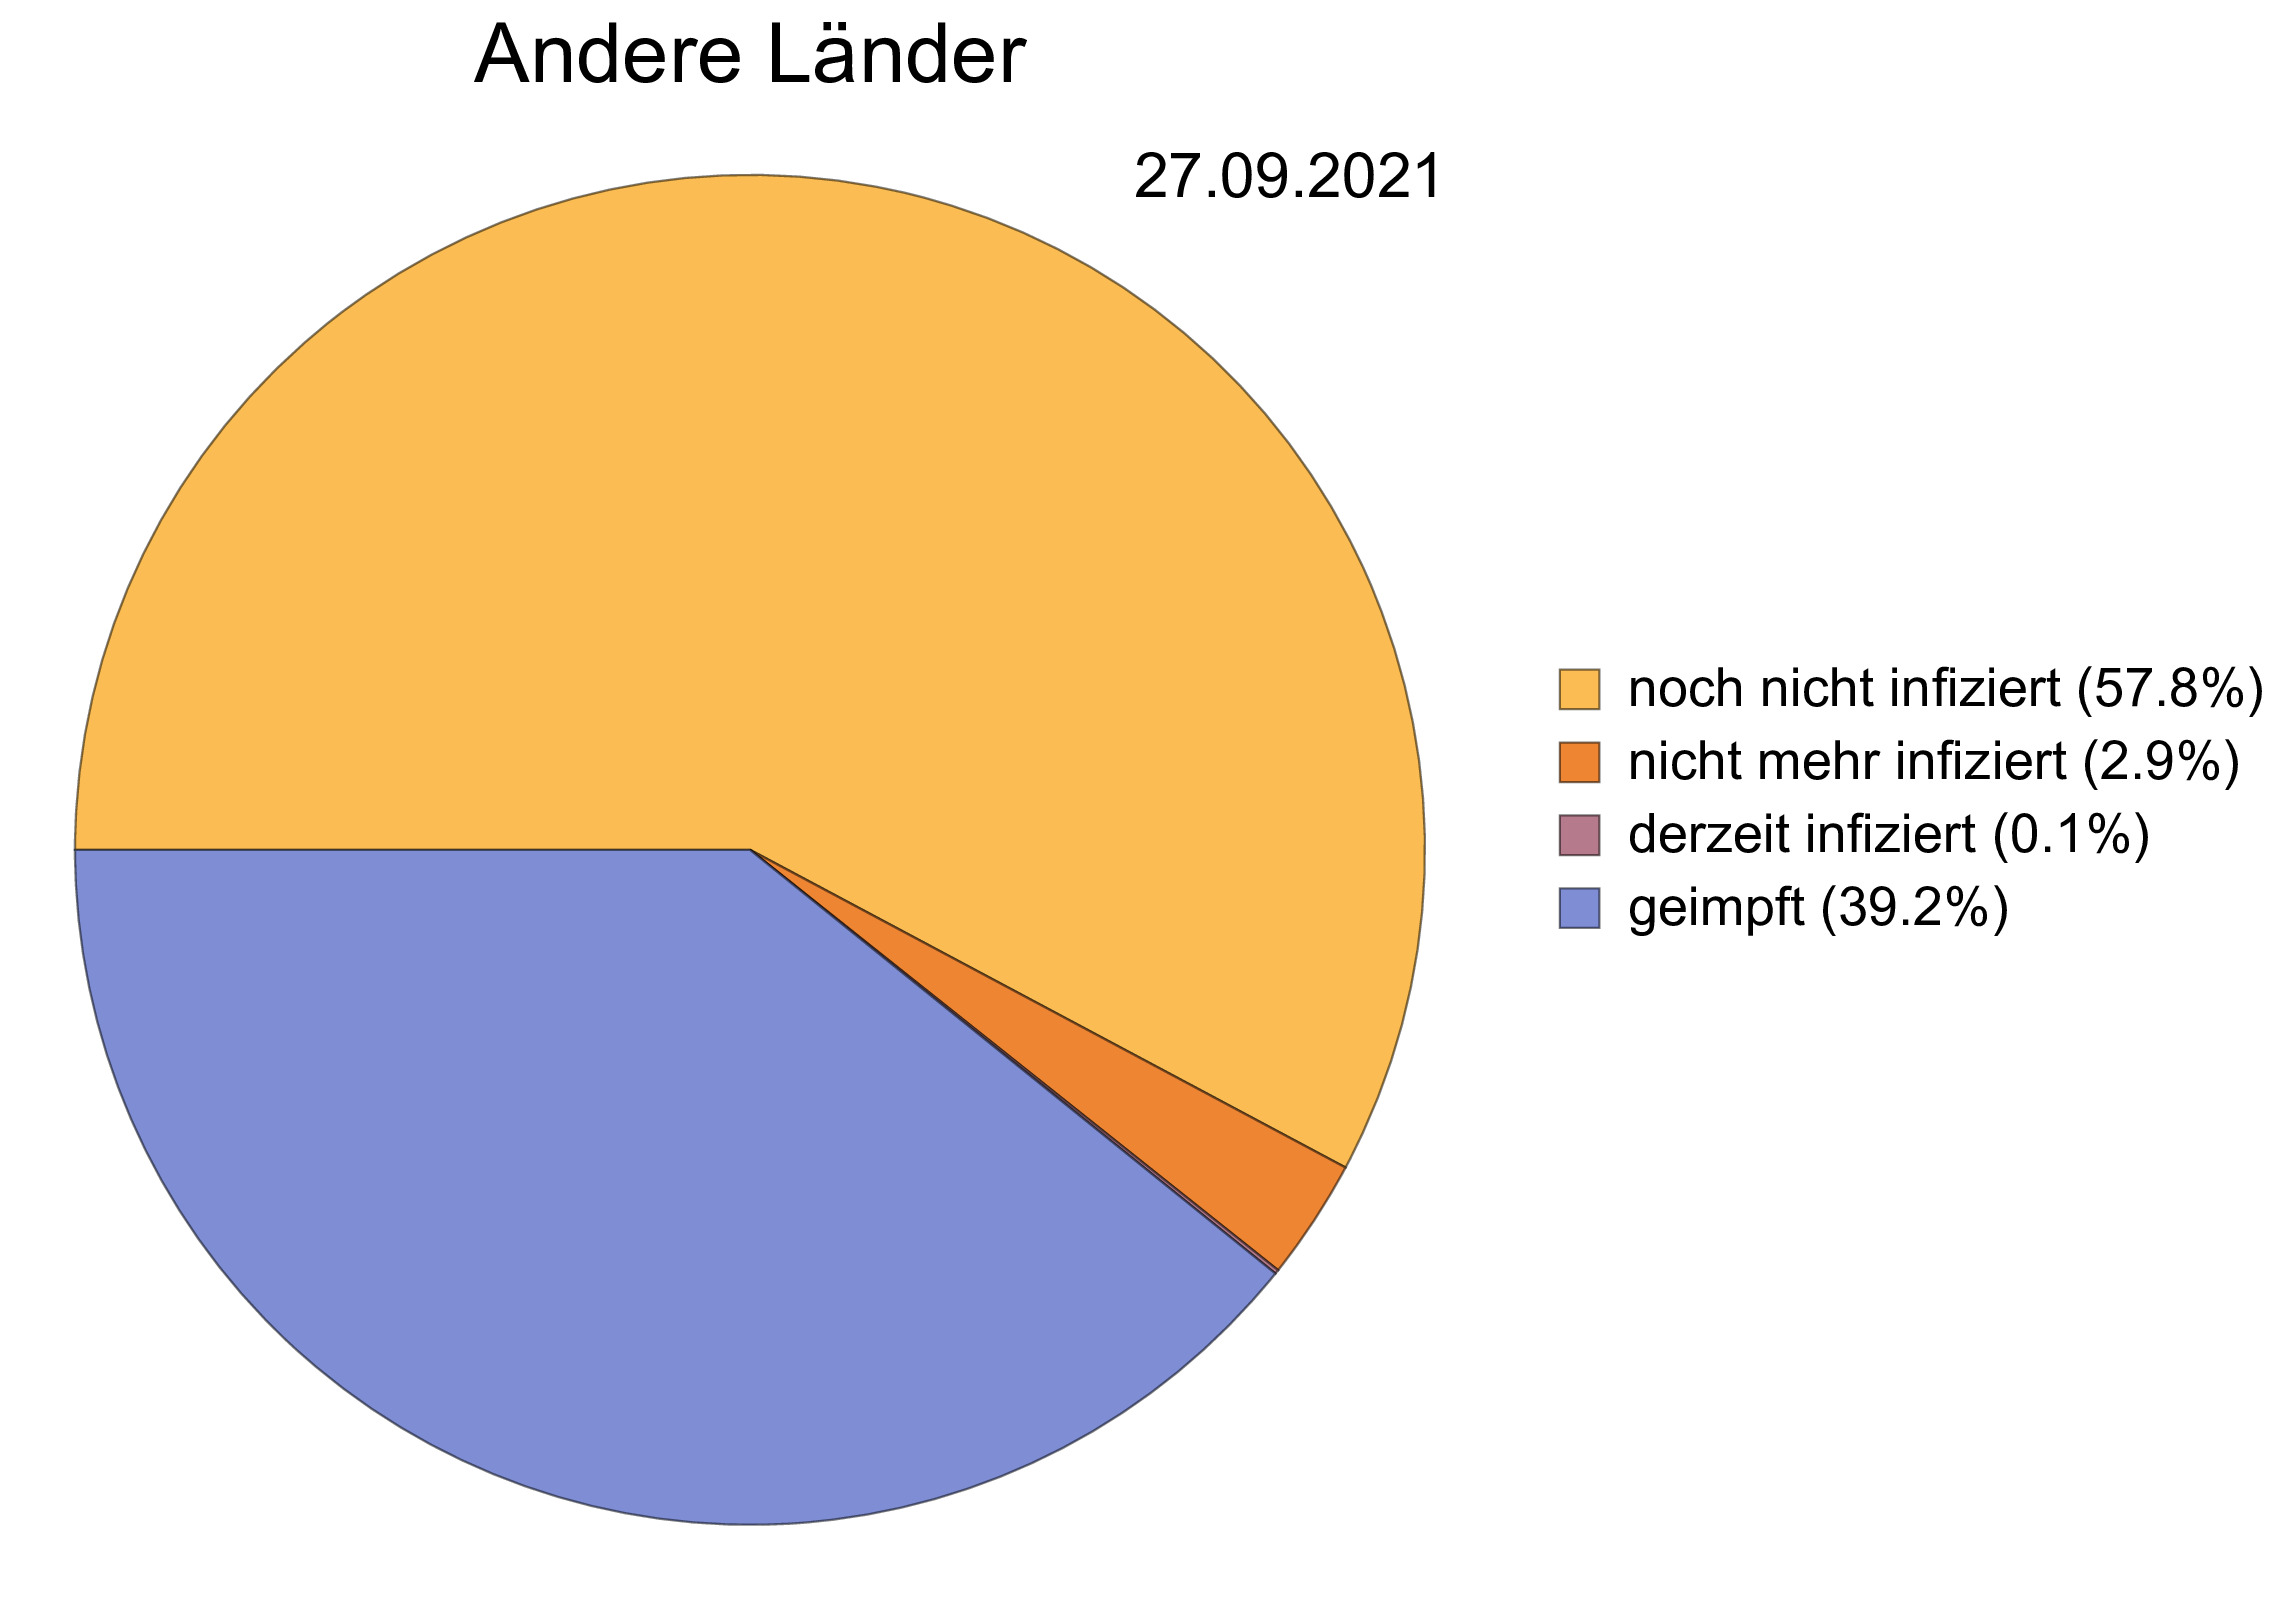 Andere Länder
27.09.2021
noch nicht infiziert (57.8%)
nicht mehr infiziert (2.9%)
derzeit infiziert (0.1%)
geimpft (39.2%)